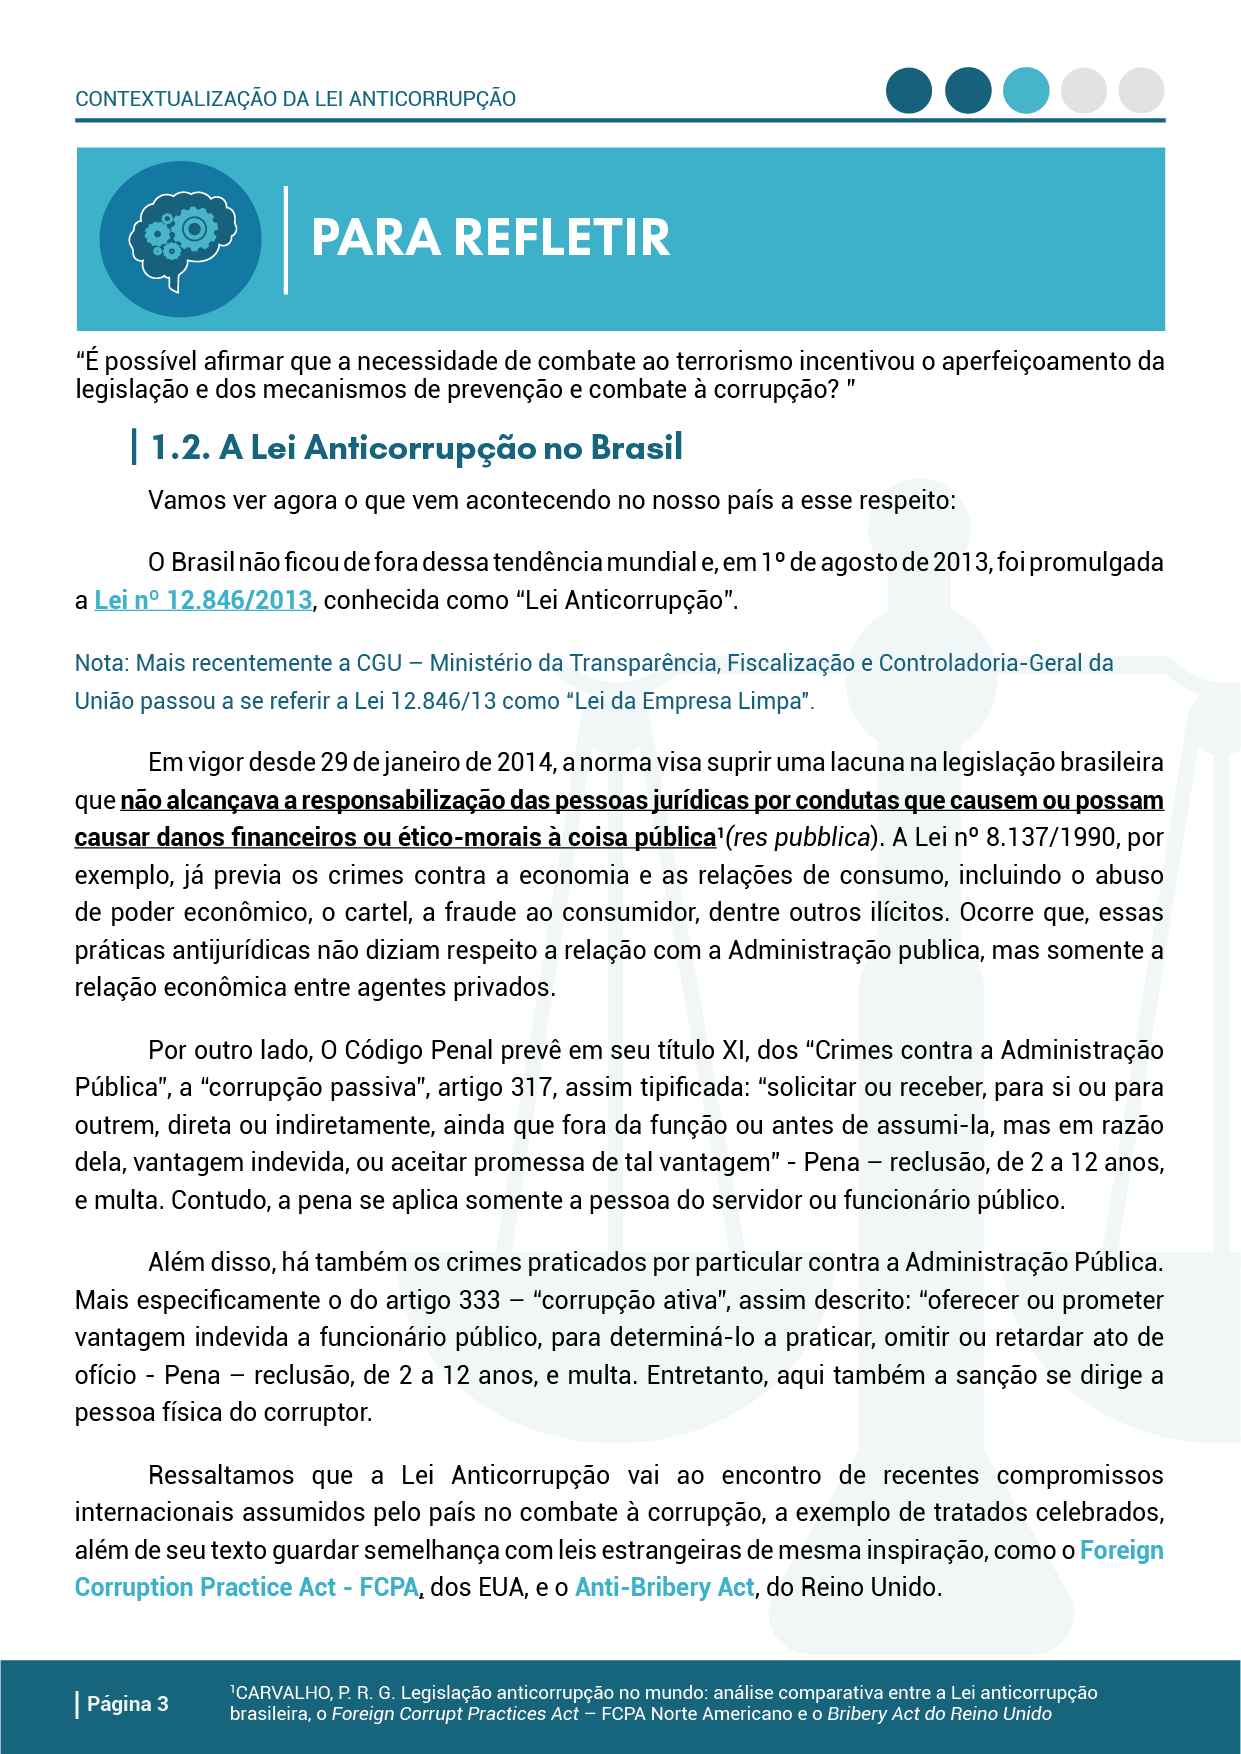 CONTEXTUALIZAÇÃO DA LEI ANTICORRUPÇÃO
PARA REFLETIR
“É possível afirmar que a necessidade de combate ao terrorismo incentivou o aperfeiçoamento da
legislação e dos mecanismos de prevenção e combate à corrupção? ”
1.2. A Lei Anticorrupção no Brasil
Vamos ver agora o que vem acontecendo no nosso país a esse respeito:
O Brasil não ficou de fora dessa tendência mundial e, em 1º de agosto de 2013, foi promulgada
a Lei nº 12.846/2013, conhecida como “Lei Anticorrupção”.
Nota: Mais recentemente a CGU – Ministério da Transparência, Fiscalização e Controladoria-Geral da
União passou a se referir a Lei 12.846/13 como “Lei da Empresa Limpa”.
Em vigor desde 29 de janeiro de 2014, a norma visa suprir uma lacuna na legislação brasileira
que não alcançava a responsabilização das pessoas jurídicas por condutas que causem ou possam
causar danos financeiros ou ético-morais à coisa pública¹(res pubblica). A Lei nº 8.137/1990, por
exemplo, já previa os crimes contra a economia e as relações de consumo, incluindo o abuso
de poder econômico, o cartel, a fraude ao consumidor, dentre outros ilícitos. Ocorre que, essas
práticas antijurídicas não diziam respeito a relação com a Administração publica, mas somente a
relação econômica entre agentes privados.
Por outro lado, O Código Penal prevê em seu título XI, dos “Crimes contra a Administração
Pública”, a “corrupção passiva”, artigo 317, assim tipificada: “solicitar ou receber, para si ou para
outrem, direta ou indiretamente, ainda que fora da função ou antes de assumi-la, mas em razão
dela, vantagem indevida, ou aceitar promessa de tal vantagem” - Pena – reclusão, de 2 a 12 anos,
e multa. Contudo, a pena se aplica somente a pessoa do servidor ou funcionário público.
Além disso, há também os crimes praticados por particular contra a Administração Pública.
Mais especificamente o do artigo 333 – “corrupção ativa”, assim descrito: “oferecer ou prometer
vantagem indevida a funcionário público, para determiná-lo a praticar, omitir ou retardar ato de
ofício - Pena – reclusão, de 2 a 12 anos, e multa. Entretanto, aqui também a sanção se dirige a
pessoa física do corruptor.
Ressaltamos que a Lei Anticorrupção vai ao encontro de recentes compromissos
internacionais assumidos pelo país no combate à corrupção, a exemplo de tratados celebrados,
além de seu texto guardar semelhança com leis estrangeiras de mesma inspiração, como o Foreign
Corruption Practice Act - FCPA, dos EUA, e o Anti-Bribery Act, do Reino Unido.
Página 3
¹CARVALHO, P. R. G. Legislação anticorrupção no mundo: análise comparativa entre a Lei anticorrupção
brasileira, o Foreign Corrupt Practices Act – FCPA Norte Americano e o Bribery Act do Reino Unido